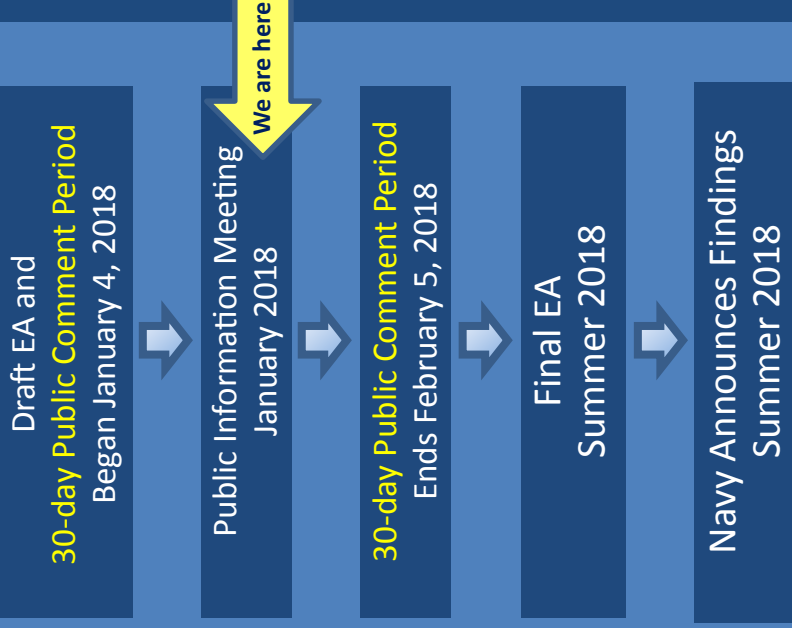 Draft EA and
30-day Public Comment Period
Began January 4, 2018
Public Information Meeting
January 2018
We are here
30-day Public Comment Period
Ends February 5, 2018
Final EA
Summer 2018
Navy Announces Findings
Summer 2018